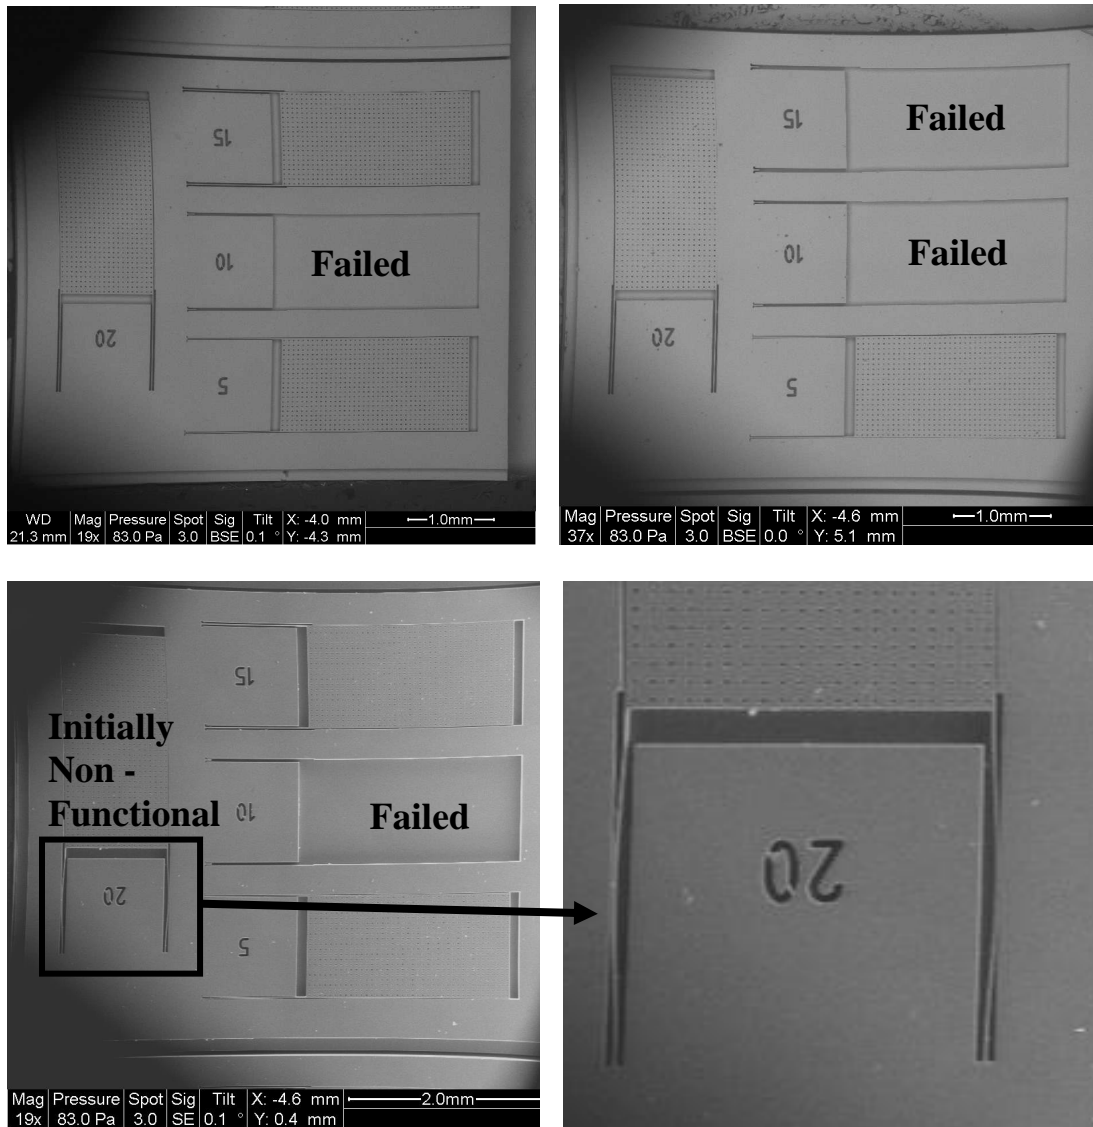 15
10
Failed
20
5
WD Mag Pressure Spot Sig Tilt X: -4.0 mm 1.0mm
21.3 mm 19x 83.0 Pa 3.0 BSE 0.1 ° Y: -4.3 mm
15
Failed
10
Failed
20
5
Mag Pressure Spot Sig Tilt X: -4.6 mm 1.0mm
37x 83.0 Pa 3.0 BSE 0.0 ° Y: 5.1 mm
15
Initially
Non -
Functional
10
Failed
20
5
Mag Pressure Spot Sig Tilt X: -4.6 mm 2.0mm
19x 83.0 Pa 3.0 SE 0.1 ° Y: 0.4 mm
20